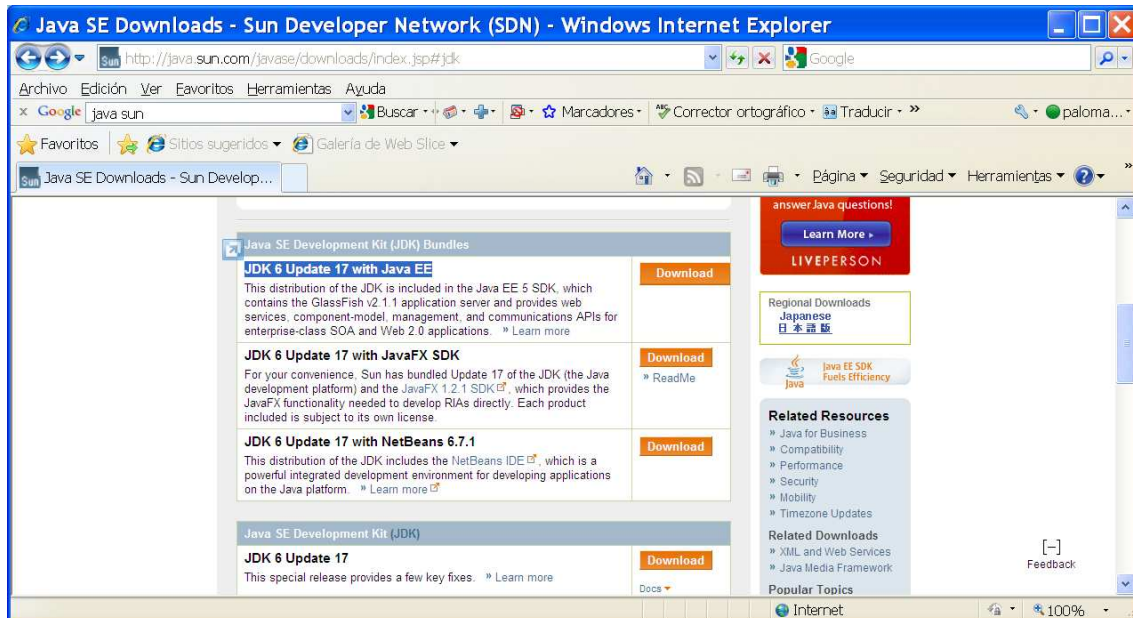 Java SE Downloads - Sun Developer Network (SDN) - Windows Internet Explorer
Sun http://java.sun.com/javase/downloads/index.jsp#jdk Google
Archivo Edición Ver Favoritos Herramientas Ayuda
x Google java sun Buscar Marcadores ABC Corrector ortográfico Traducir » paloma...
Favoritos Sitios sugeridos Galería de Web Slice
Sun Java SE Downloads - Sun Develop... Página Seguridad Herramientas »
answer Java questions!
Learn More
LIVEPERSON
Java SE Development Kit (JDK) Bundles
JDK 6 Update 17 with Java EE
Download
This distribution of the JDK is included in the Java EE 5 SDK, which
contains the GlassFish v2.1.1 application server and provides web
services, component-model, management, and communications APIs for
enterprise-class SOA and Web 2.0 applications. » Learn more
JDK 6 Update 17 with JavaFX SDK
Download
» ReadMe
For your convenience, Sun has bundled Update 17 of the JDK (the Java
development platform) and the JavaFX 1.2.1 SDK, which provides the
JavaFX functionality needed to develop RIAs directly. Each product
included is subject to its own license.
JDK 6 Update 17 with NetBeans 6.7.1
Download
This distribution of the JDK includes the NetBeans IDE, which is a
powerful integrated development environment for developing applications
on the Java platform. » Learn more
Java SE Development Kit (JDK)
JDK 6 Update 17
Download
This special release provides a few key fixes. » Learn more
Docs
Regional Downloads
Japanese
日本語版
Java
Java EE SDK
Fuels Efficiency
Related Resources
» Java for Business
» Compatibility
» Performance
» Security
» Mobility
» Timezone Updates
Related Downloads
» XML and Web Services
» Java Media Framework
Popular Topics
[–]
Feedback
Internet 100%